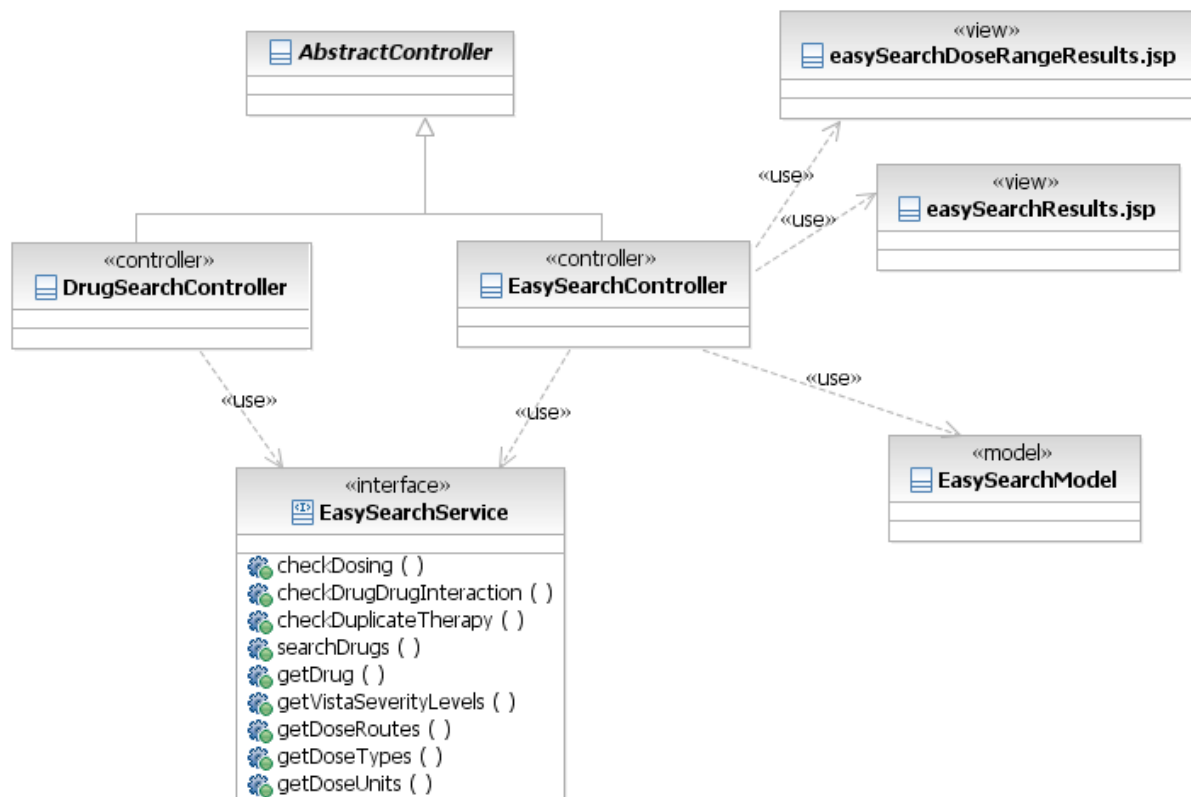 AbstractController
«view»
easySearchDoseRangeResults.jsp
«use»
«view»
easySearchResults.jsp
«use»
«controller»
DrugSearchController
«controller»
EasySearchController
«use»
«use»
«use»
«model»
EasySearchModel
«interface»
EasySearchService
checkDosing ( )
checkDrugDrugInteraction ( )
checkDuplicateTherapy ( )
searchDrugs ( )
getDrug ( )
getVistaSeverityLevels ( )
getDoseRoutes ( )
getDoseTypes ( )
getDoseUnits ( )